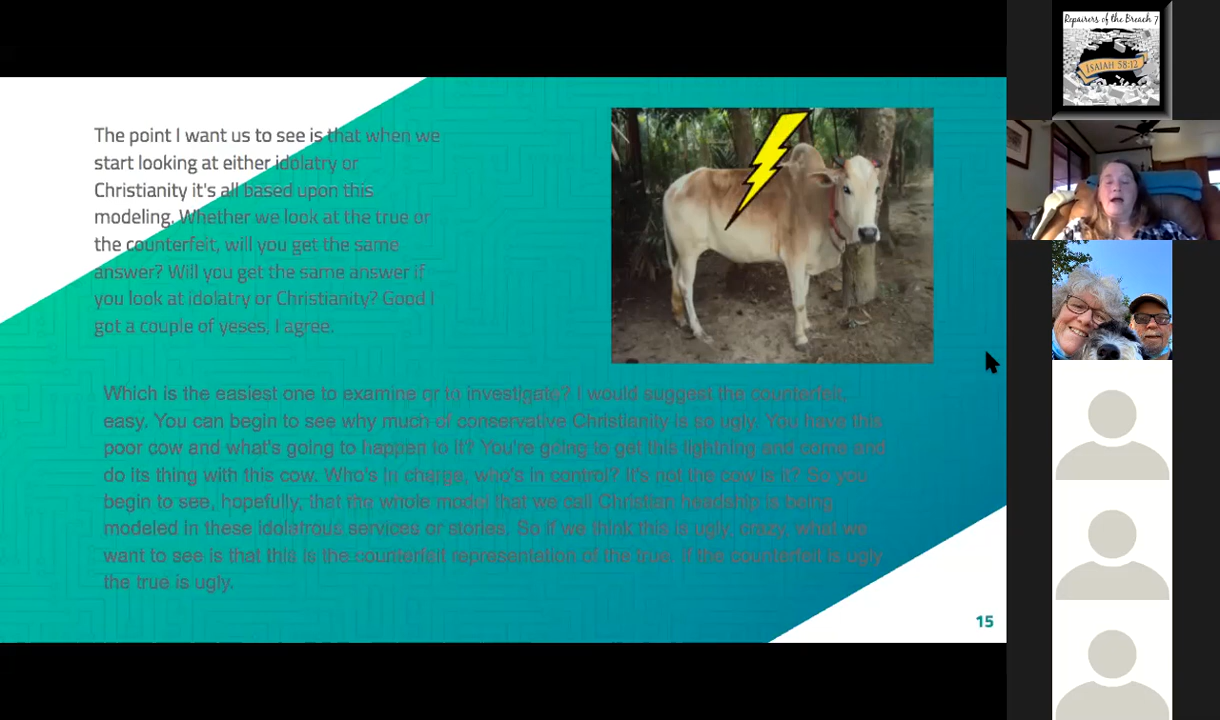 The point I want us to see is that when we
start looking at either idolatry or
Christianity it's all based upon this
modeling. Whether we look at the true or
the counterfeit, will you get the same
answer? Will you get the same answer if
you look at idolatry or Christianity? Good I
got a couple of yeses, I agree.
Which is the easiest one to examine or to investigate? I would suggest the counterfeit,
easy. You can begin to see why much of conservative Christianity is so ugly. You have this
poor cow and what's going to happen to it? You're going to get this lightning and come and
do its thing with this cow. Who's in charge, who's in control? It's not the cow is it? So you
begin to see, hopefully, that the whole model that we call Christian headship is being
modeled in these idolatrous services or stories. So if we think this is ugly, crazy, what we
want to see is that this is the counterfeit representation of the true. If the counterfeit is ugly
the true is ugly.
15
Repairers of the Breach 7
ISAIAH 58:12